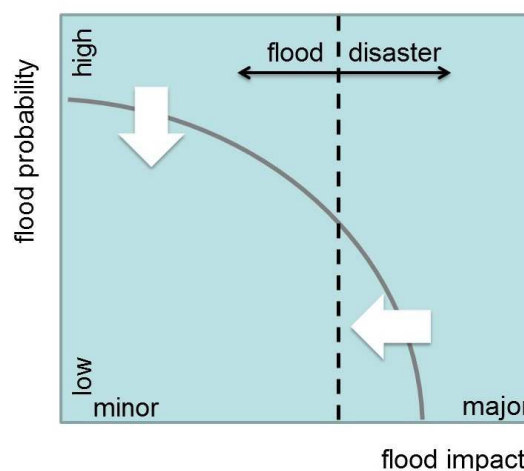 flood probability
high
low
flood
disaster
minor
major
flood impact